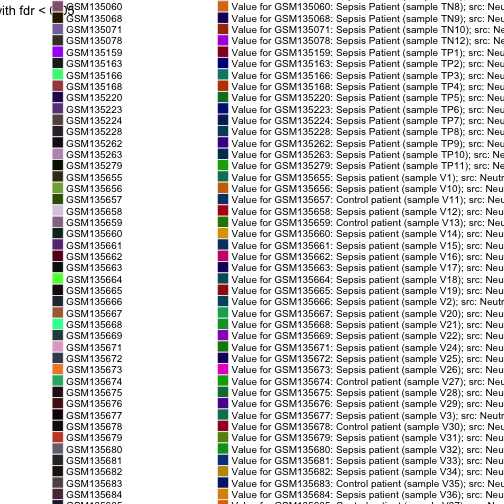 with fdr < 0.05
GSM135060 Value for GSM135060: Sepsis Patient (sample TN8); src: Neu
GSM135068 Value for GSM135068: Sepsis Patient (sample TN9); src: Neu
GSM135071 Value for GSM135071: Sepsis Patient (sample TN10); src: Ne
GSM135078 Value for GSM135078: Sepsis Patient (sample TN12); src: Ne
GSM135159 Value for GSM135159: Sepsis Patient (sample TP1); src: Neu
GSM135163 Value for GSM135163: Sepsis Patient (sample TP2); src: Neu
GSM135166 Value for GSM135166: Sepsis Patient (sample TP3); src: Neu
GSM135168 Value for GSM135168: Sepsis Patient (sample TP4); src: Neu
GSM135220 Value for GSM135220: Sepsis Patient (sample TP5); src: Neu
GSM135223 Value for GSM135223: Sepsis Patient (sample TP6); src: Neu
GSM135224 Value for GSM135224: Sepsis Patient (sample TP7); src: Neu
GSM135228 Value for GSM135228: Sepsis Patient (sample TP8); src: Neu
GSM135262 Value for GSM135262: Sepsis Patient (sample TP9); src: Neu
GSM135263 Value for GSM135263: Sepsis Patient (sample TP10); src: Neu
GSM135279 Value for GSM135279: Sepsis Patient (sample TP11); src: Neu
GSM135655 Value for GSM135655: Sepsis patient (sample V1); src: Neutr
GSM135656 Value for GSM135656: Sepsis patient (sample V10); src: Neu
GSM135657 Value for GSM135657: Control patient (sample V11); src: Neu
GSM135658 Value for GSM135658: Sepsis patient (sample V12); src: Neu
GSM135659 Value for GSM135659: Control patient (sample V13); src: Neu
GSM135660 Value for GSM135660: Sepsis patient (sample V14); src: Neu
GSM135661 Value for GSM135661: Sepsis patient (sample V15); src: Neu
GSM135662 Value for GSM135662: Sepsis patient (sample V16); src: Neu
GSM135663 Value for GSM135663: Sepsis patient (sample V17); src: Neu
GSM135664 Value for GSM135664: Sepsis patient (sample V18); src: Neu
GSM135665 Value for GSM135665: Sepsis patient (sample V19); src: Neu
GSM135666 Value for GSM135666: Sepsis patient (sample V2); src: Neutr
GSM135667 Value for GSM135667: Sepsis patient (sample V20); src: Neu
GSM135668 Value for GSM135668: Sepsis patient (sample V21); src: Neu
GSM135669 Value for GSM135669: Sepsis patient (sample V22); src: Neu
GSM135671 Value for GSM135671: Sepsis patient (sample V24); src: Neu
GSM135672 Value for GSM135672: Sepsis patient (sample V25); src: Neu
GSM135673 Value for GSM135673: Sepsis patient (sample V26); src: Neu
GSM135674 Value for GSM135674: Control patient (sample V27); src: Neu
GSM135675 Value for GSM135675: Sepsis patient (sample V28); src: Neu
GSM135676 Value for GSM135676: Sepsis patient (sample V29); src: Neu
GSM135677 Value for GSM135677: Sepsis patient (sample V3); src: Neutr
GSM135678 Value for GSM135678: Control patient (sample V30); src: Neu
GSM135679 Value for GSM135679: Sepsis patient (sample V31); src: Neu
GSM135680 Value for GSM135680: Sepsis patient (sample V32); src: Neu
GSM135681 Value for GSM135681: Sepsis patient (sample V33); src: Neu
GSM135682 Value for GSM135682: Sepsis patient (sample V34); src: Neu
GSM135683 Value for GSM135683: Control patient (sample V35); src: Neu
GSM135684 Value for GSM135684: Sepsis patient (sample V36); src: Neu